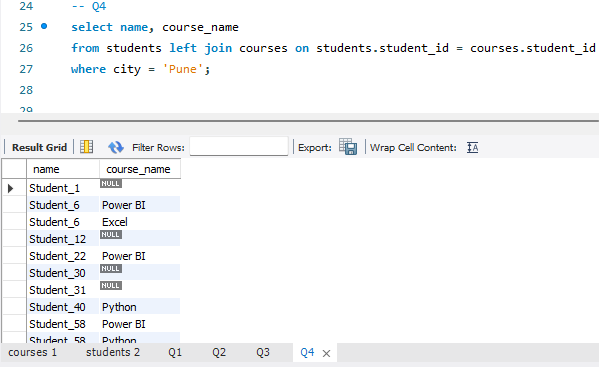 24 -- Q4
25 select name, course_name
26 from students left join courses on students.student_id = courses.student_id
27 where city = 'Pune';
28
29
Result Grid Filter Rows: Export: Wrap Cell Content: IA
name course_name
Student_1 NULL
Student_6 Power BI
Student_6 Excel
Student_12 NULL
Student_22 Power BI
Student_30 NULL
Student_31 NULL
Student_40 Python
Student_58 Power BI
Student_58 Python
courses 1 students 2 Q1 Q2 Q3 Q4 ×